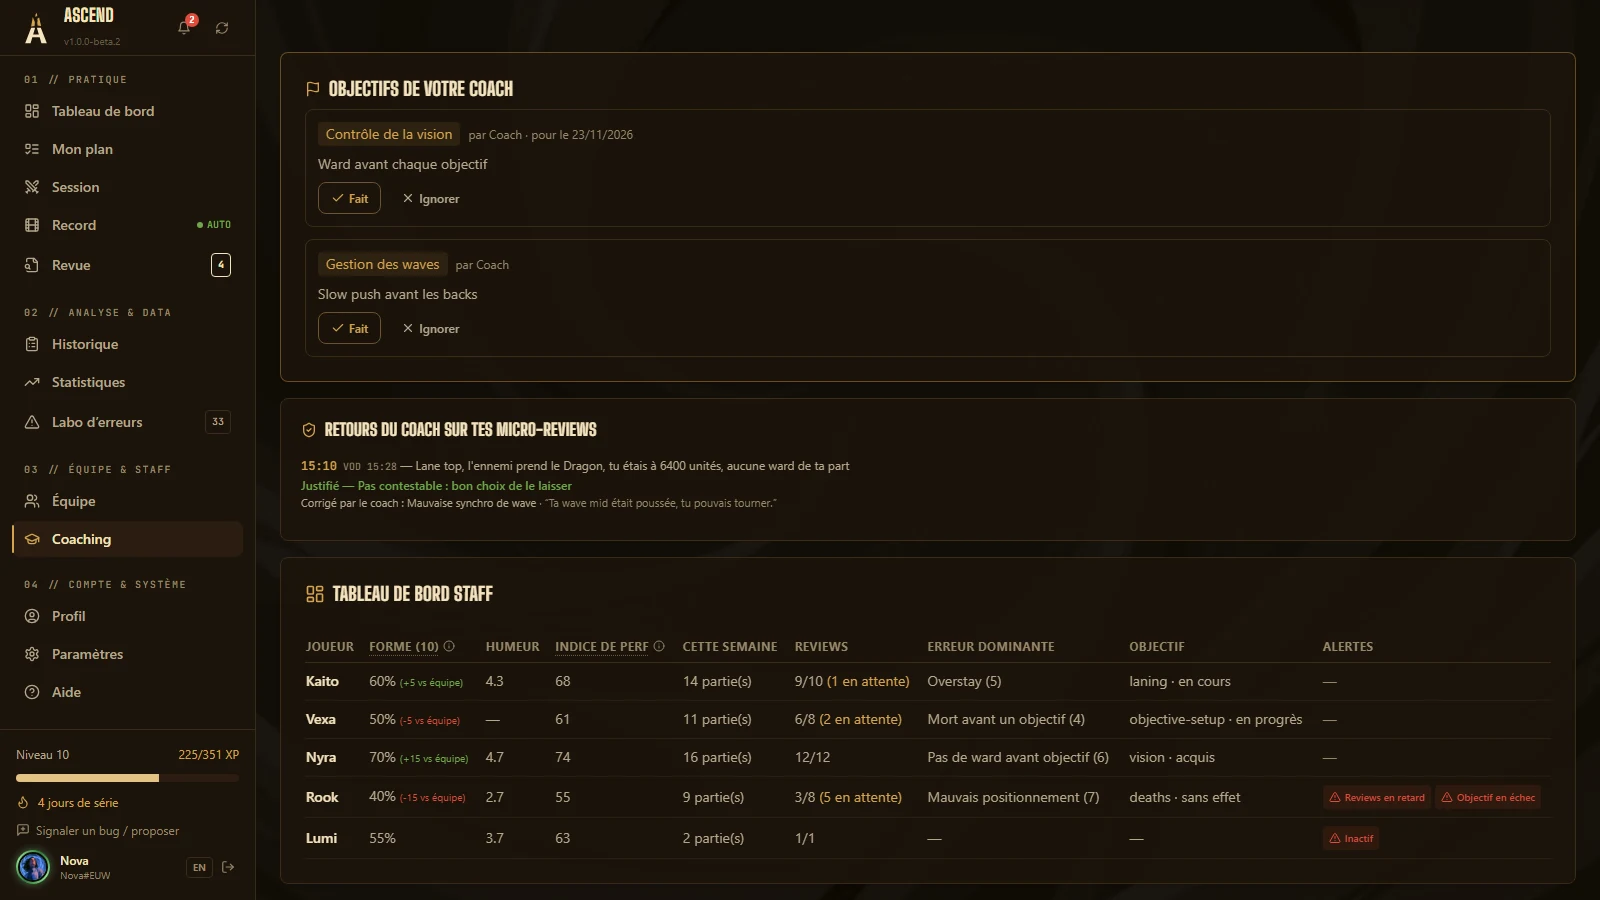 ASCEND
v1.0.0-beta.2
2
01 // PRATIQUE
Tableau de bord
Mon plan
Session
Record
AUTO
Revue
4
02 // ANALYSE & DATA
Historique
Statistiques
Labo d’erreurs
33
03 // ÉQUIPE & STAFF
Équipe
Coaching
04 // COMPTE & SYSTÈME
Profil
Paramètres
Aide
Niveau 10
225/351 XP
4 jours de série
Signaler un bug / proposer
Nova
Nova#EUW
EN
OBJECTIFS DE VOTRE COACH
Contrôle de la vision par Coach · pour le 23/11/2026
Ward avant chaque objectif
Fait Ignorer
Gestion des waves par Coach
Slow push avant les backs
Fait Ignorer
RETOURS DU COACH SUR TES MICRO-REVIEWS
15:10 VOD 15:28 — Lane top, l'ennemi prend le Dragon, tu étais à 6400 unités, aucune ward de ta part
Justifié — Pas contestable : bon choix de le laisser
Corrigé par le coach : Mauvaise synchro de wave · "Ta wave mid était poussée, tu pouvais tourner."
TABLEAU DE BORD STAFF
JOUEUR FORME (10) HUMEUR INDICE DE PERF CETTE SEMAINE REVIEWS ERREUR DOMINANTE OBJECTIF ALERTES
Kaito 60% (+5 vs équipe) 4.3 68 14 partie(s) 9/10 (1 en attente) Overstay (5) laning · en cours —
Vexa 50% (-5 vs équipe) — 61 11 partie(s) 6/8 (2 en attente) Mort avant un objectif (4) objective-setup · en progrès —
Nyra 70% (+15 vs équipe) 4.7 74 16 partie(s) 12/12 Pas de ward avant objectif (6) vision · acquis —
Rook 40% (-15 vs équipe) 2.7 55 9 partie(s) 3/8 (5 en attente) Mauvais positionnement (7) deaths · sans effet Reviews en retard Objectif en échec
Lumi 55% 3.7 63 2 partie(s) 1/1 — — Inactif